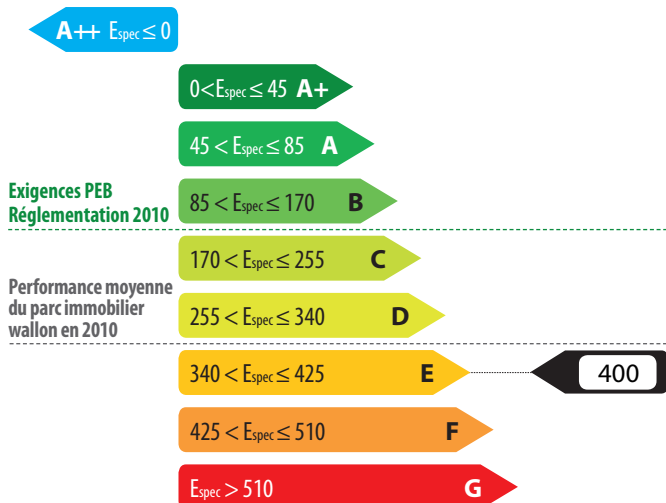 A++ Espec ≤ 0
0<Espec ≤ 45 A+
45 < Espec ≤ 85 A
Exigences PEB
Réglementation 2010
85 < Espec ≤ 170 B
170 < Espec ≤ 255 C
Performance moyenne
du parc immobilier
wallon en 2010
255 < Espec ≤ 340 D
340 < Espec ≤ 425 E 400
425 < Espec ≤ 510 F
Espec > 510 G